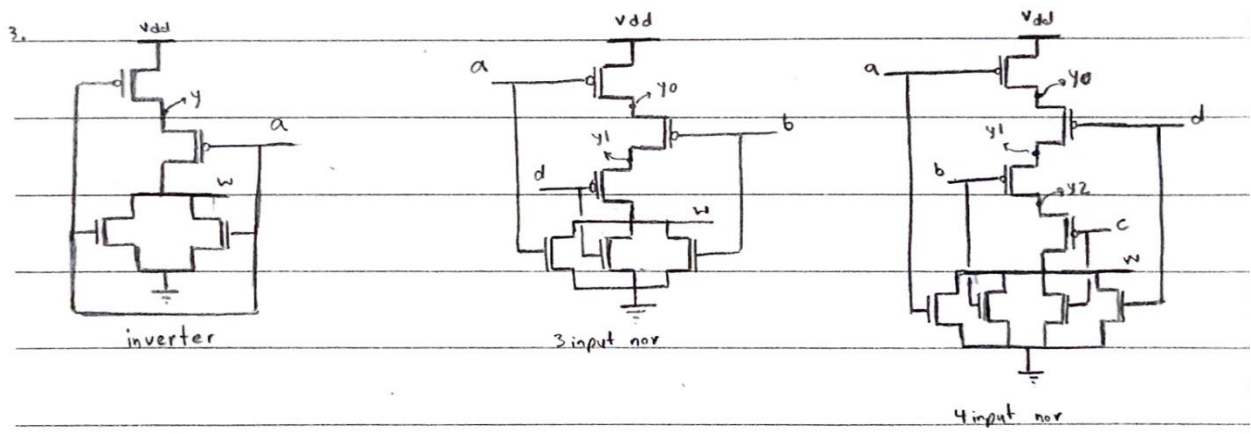 3.
Vdd
y
a
w
inverter
vdd
a
y0
b
y1
d
w
3 input nor
Vdd
a
y0
d
y1
b
y2
c
w
4 input nor